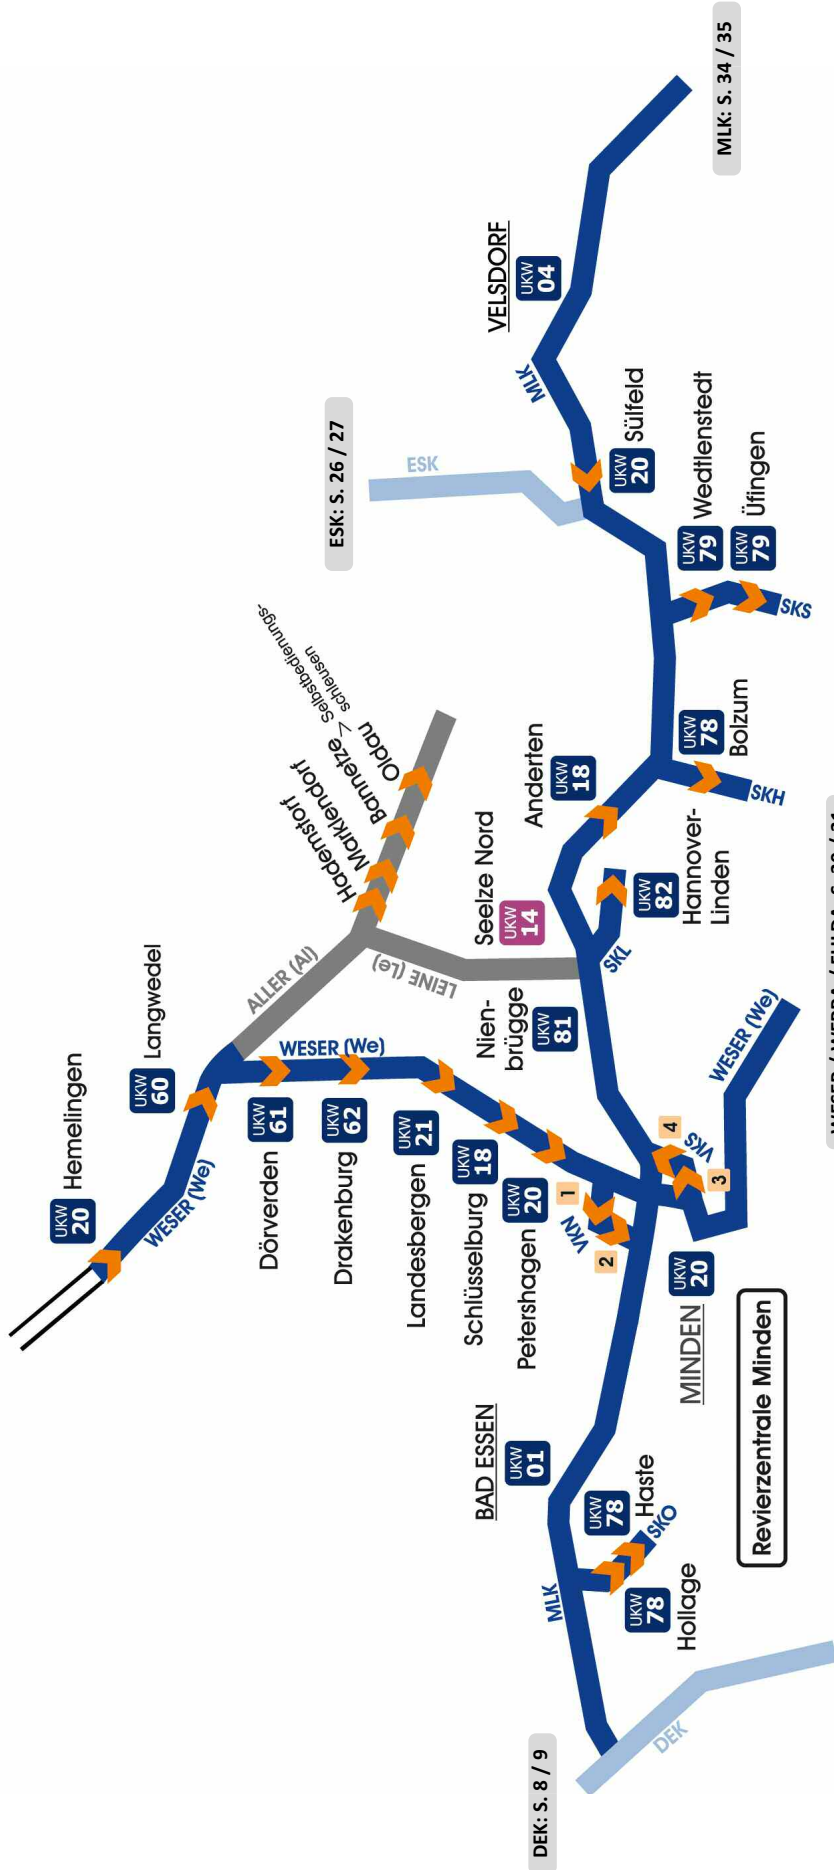 UKW
20
Hemelingen
WESER (We)
UKW
60
Langwedel
ALLER (Al)
WESER (We)
Hademstorf
Marklendorf
Bannetze
Oldau
> Selbstbedienungs-
schleusen
ESK: S. 26 / 27
ESK
UKW
61
Dörverden
UKW
62
Drakenburg
UKW
21
Landesbergen
UKW
18
Schlüsselburg
UKW
20
Petershagen
LEINE (Le)
Seelze Nord
UKW
14
Nien-
brügge
UKW
81
Anderten
UKW
18
VELSDORF
UKW
04
MLK
MLK: S. 34 / 35
BAD ESSEN
UKW
01
MLK
DEK: S. 8 / 9
DEK
UKW
78
Haste
UKW
78
Hollage
SKO
1
VKN
2
UKW
20
MINDEN
VKS
4
3
WESER (We)
SKL
UKW
82
Hannover-
Linden
UKW
78
Bolzum
SKH
UKW
20
Sülfeld
UKW
79
Wedtlenstedt
UKW
79
Üfingen
SKS
Revierzentrale Minden